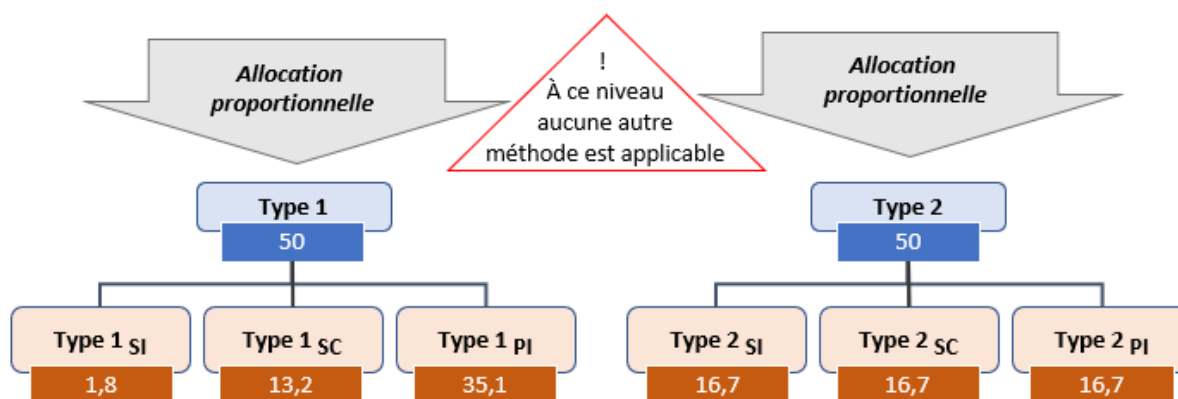 Allocation
proportionnelle
!
À ce niveau
aucune autre
méthode est applicable
Allocation
proportionnelle
Type 1
50
Type 2
50
Type 1 SI
Type 1 SC
Type 1 PI
1,8
13,2
35,1
Type 2 SI
Type 2 SC
Type 2 PI
16,7
16,7
16,7